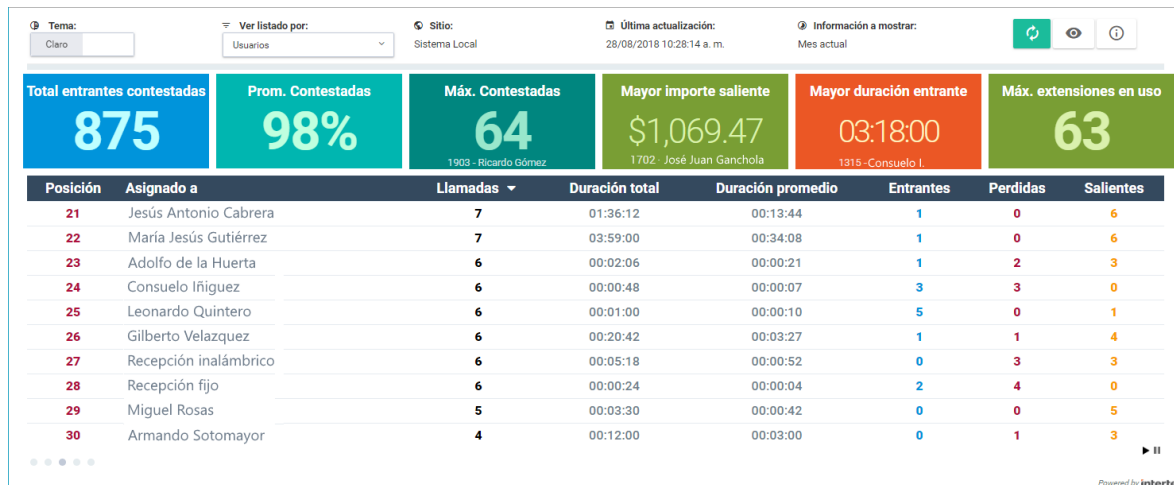 Tema: Ver listado por: Sitio: Última actualización: Información a mostrar:
Claro Usuarios Sistema Local 28/08/2018 10:28:14 a. m. Mes actual
Total entrantes contestadas Prom. Contestadas Máx. Contestadas Mayor importe saliente Mayor duración entrante Máx. extensiones en uso
875 98% 64 $1,069.47 03:18:00 63
1903 - Ricardo Gómez 1702 - José Juan Ganchola 1315 -Consuelo I.
Posición Asignado a Llamadas Duración total Duración promedio Entrantes Perdidas Salientes
21 Jesús Antonio Cabrera 7 01:36:12 00:13:44 1 0 6
22 María Jesús Gutiérrez 7 03:59:00 00:34:08 1 0 6
23 Adolfo de la Huerta 6 00:02:06 00:00:21 1 2 3
24 Consuelo Iñiguez 6 00:00:48 00:00:07 3 3 0
25 Leonardo Quintero 6 00:01:00 00:00:10 5 0 1
26 Gilberto Velazquez 6 00:20:42 00:03:27 1 1 4
27 Recepción inalámbrico 6 00:05:18 00:00:52 0 3 3
28 Recepción fijo 6 00:00:24 00:00:04 2 4 0
29 Miguel Rosas 5 00:03:30 00:00:42 0 0 5
30 Armando Sotomayor 4 00:12:00 00:03:00 0 1 3
Powered by